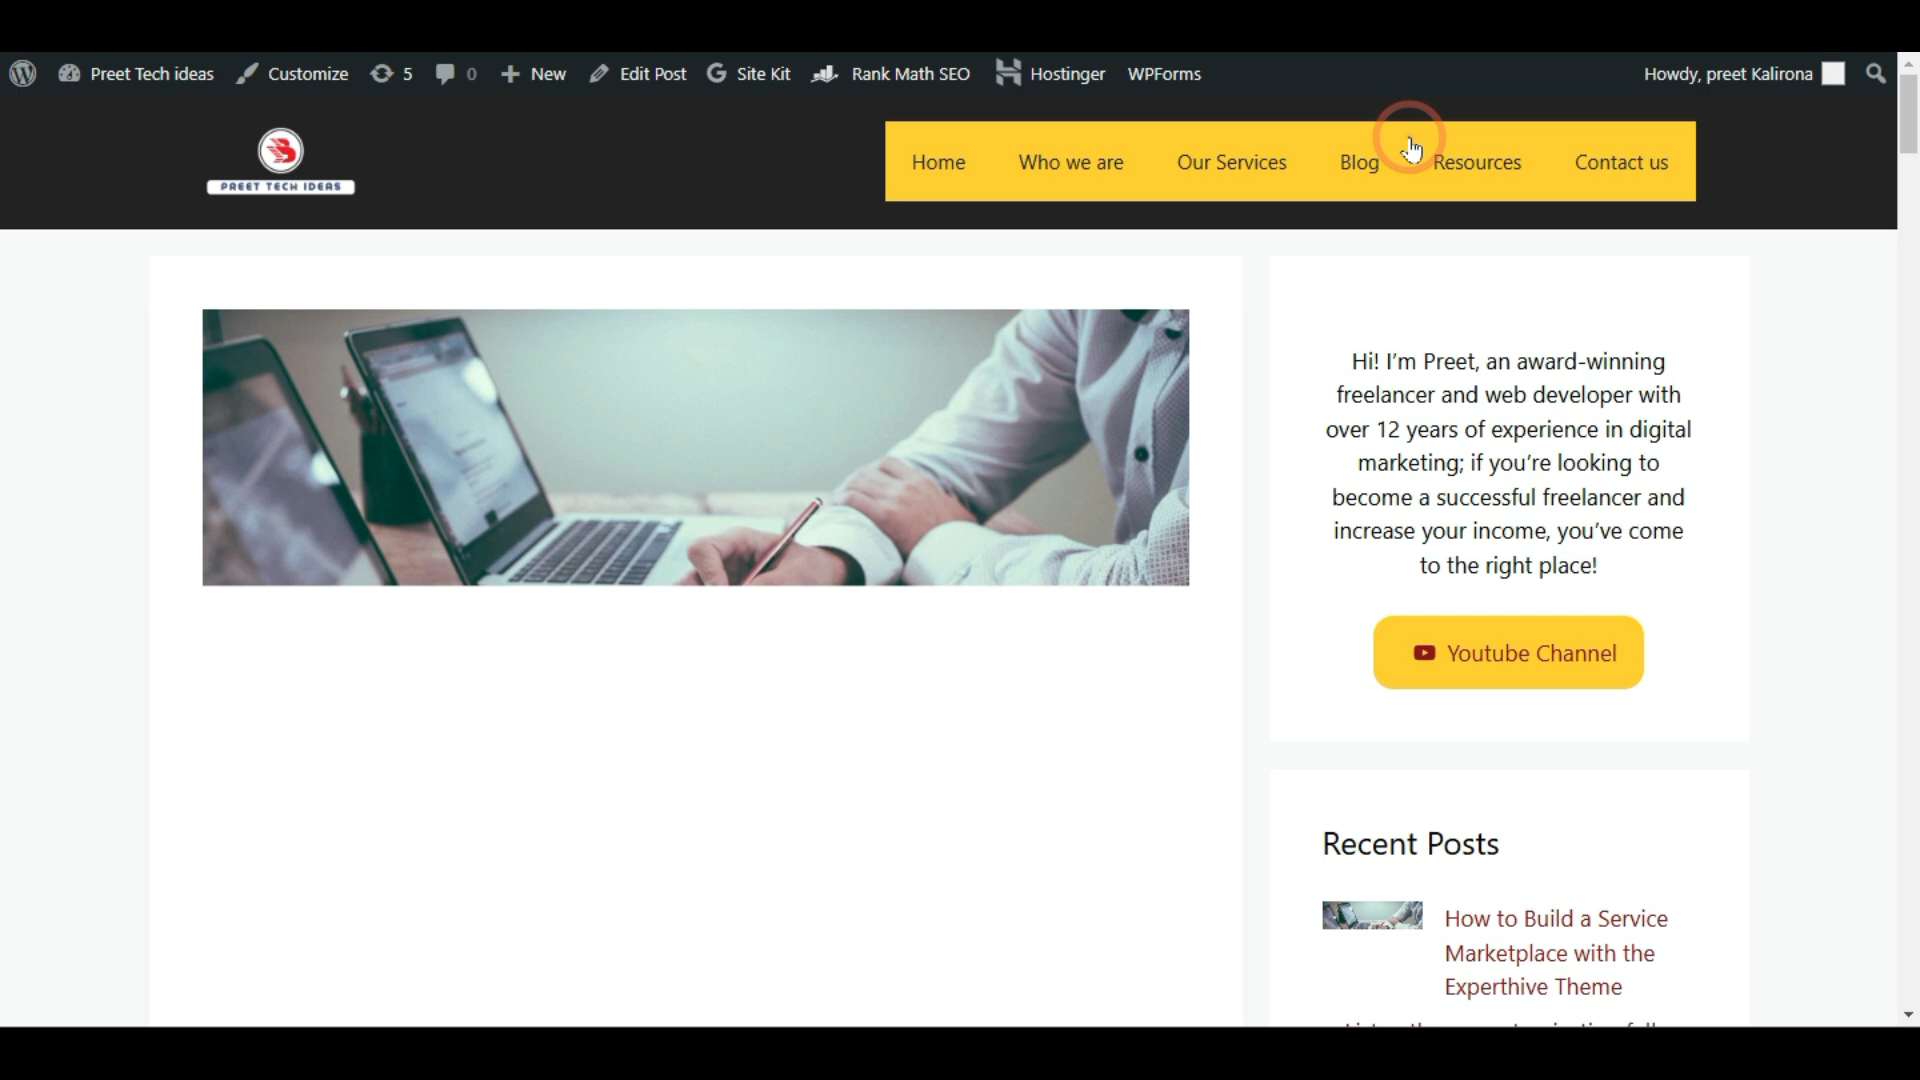 Preet Tech ideas Customize 5 0 New Edit Post Site Kit Rank Math SEO Hostinger WPForms Howdy, preet Kalirona
PREET TECH IDEAS
Home Who we are Our Services Blog Resources Contact us
Hi! I’m Preet, an award-winning
freelancer and web developer with
over 12 years of experience in digital
marketing; if you’re looking to
become a successful freelancer and
increase your income, you’ve come
to the right place!
Youtube Channel
Recent Posts
How to Build a Service
Marketplace with the
Experthive Theme